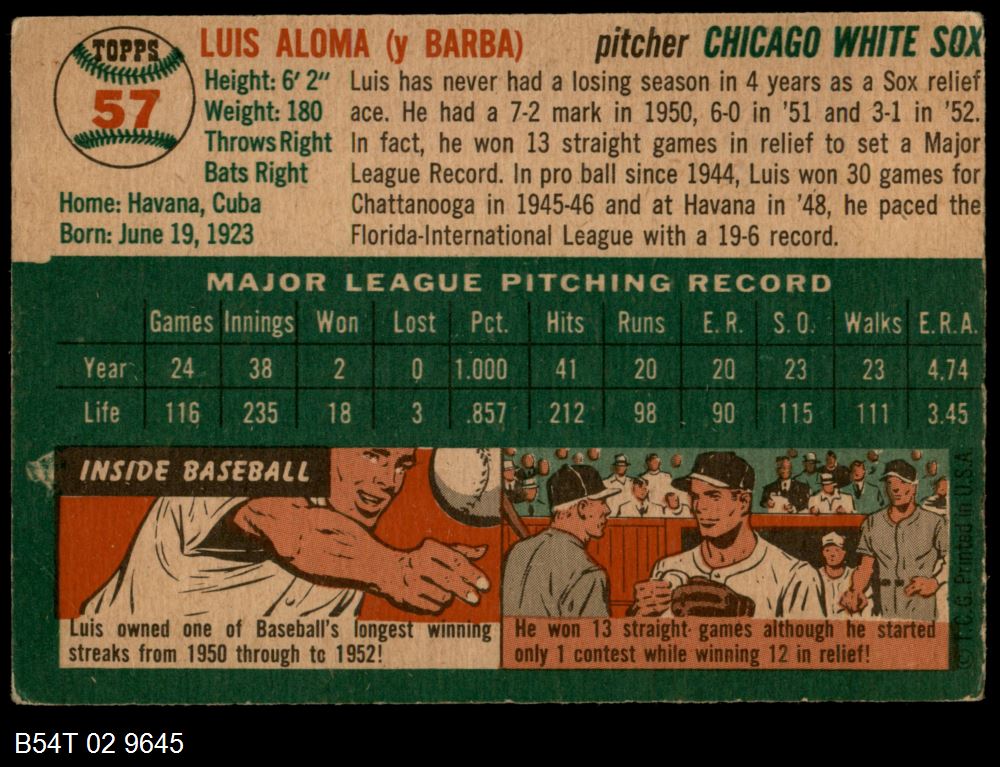 TOPPS
57
LUIS ALOMA (y BARBA) pitcher CHICAGO WHITE SOX
Height: 6' 2"
Weight: 180
Throws Right
Bats Right
Home: Havana, Cuba
Born: June 19, 1923
Luis has never had a losing season in 4 years as a Sox relief
ace. He had a 7-2 mark in 1950, 6-0 in '51 and 3-1 in '52.
In fact, he won 13 straight games in relief to set a Major
League Record. In pro ball since 1944, Luis won 30 games for
Chattanooga in 1945-46 and at Havana in '48, he paced the
Florida-International League with a 19-6 record.
MAJOR LEAGUE PITCHING RECORD
Games Innings Won Lost Pct. Hits Runs E. R. S. O. Walks E.R.A.
Year 24 38 2 0 1.000 41 20 20 23 23 4.74
Life 116 235 18 3 .857 212 98 90 115 111 3.45
INSIDE BASEBALL
Luis owned one of Baseball's longest winning
streaks from 1950 through to 1952!
He won 13 straight games although he started
only 1 contest while winning 12 in relief!
© T. C. G. Printed in U.S.A.
B54T 02 9645